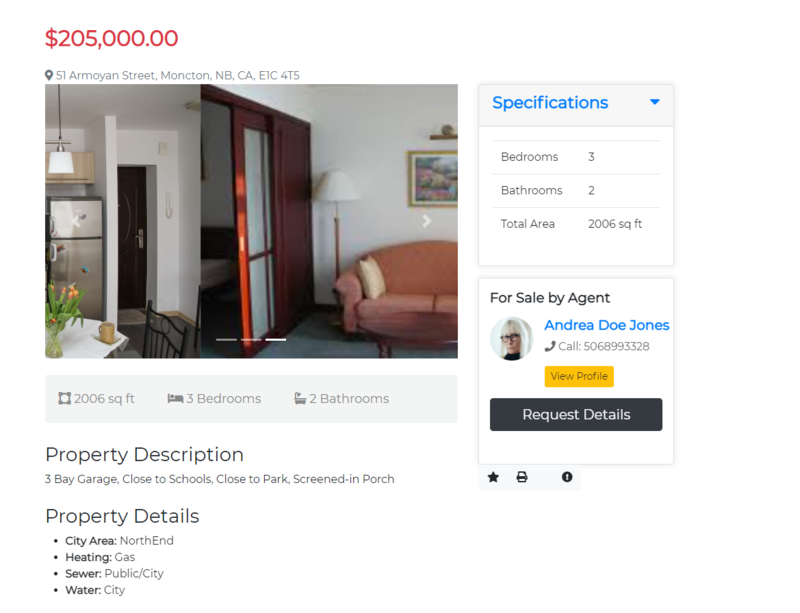 $205,000.00
51 Armoyan Street, Moncton, NB, CA, E1C 4T5
Specifications
Bedrooms 3
Bathrooms 2
Total Area 2006 sq ft
For Sale by Agent
Andrea Doe Jones
Call: 5068993328
View Profile
Request Details
2006 sq ft 3 Bedrooms 2 Bathrooms
Property Description
3 Bay Garage, Close to Schools, Close to Park, Screened-in Porch
Property Details
• City Area: NorthEnd
• Heating: Gas
• Sewer: Public/City
• Water: City